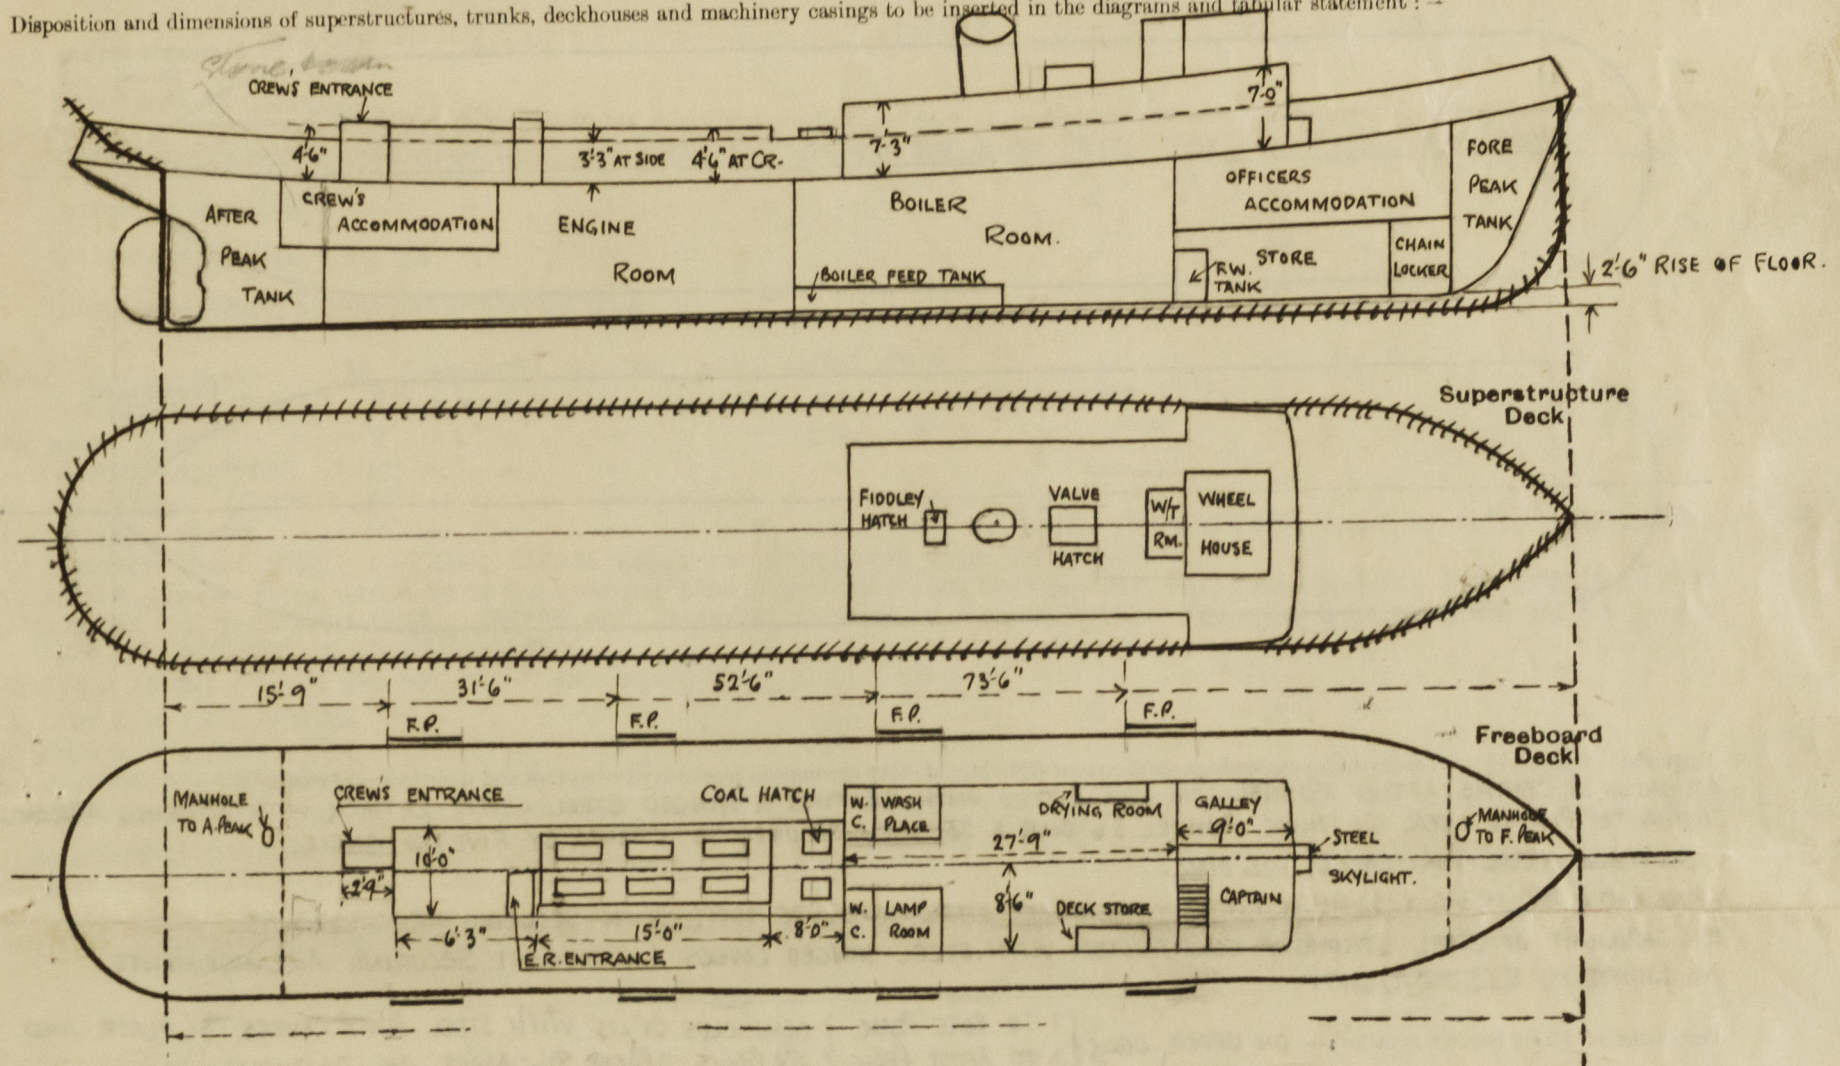 Disposition and dimensions of superstructures, trunks, deckhouses and machinery casings to be inserted in the diagrams and tabular statement :—
CREW'S ENTRANCE
4'-6"
3'-3" AT SIDE
4'-6" AT CR.
7'-3"
7'-0"
AFTER
PEAK
TANK
CREW'S
ACCOMMODATION
ENGINE
ROOM
BOILER
ROOM.
BOILER FEED TANK
OFFICERS
ACCOMMODATION
F.W.
TANK
STORE
CHAIN
LOCKER
FORE
PEAK
TANK
2'-6" RISE OF FLOOR.
Superstructure
Deck
FIDDLEY
HATCH
VALVE
HATCH
W/T
RM.
WHEEL
HOUSE
15'-9"
31'-6"
52'-6"
73'-6"
F.P.
F.P.
F.P.
F.P.
Freeboard
Deck
MANHOLE
TO A.PEAK
CREW'S ENTRANCE
COAL HATCH
W.
C.
WASH
PLACE
DRYING ROOM
GALLEY
9'-0"
STEEL
SKYLIGHT.
MANHOLE
TO F. PEAK
10'-0"
2'-9"
27'-9"
8'-6"
6'-3"
15'-0"
8'-0"
W.
C.
LAMP
ROOM
DECK STORE
CAPTAIN
E.R. ENTRANCE